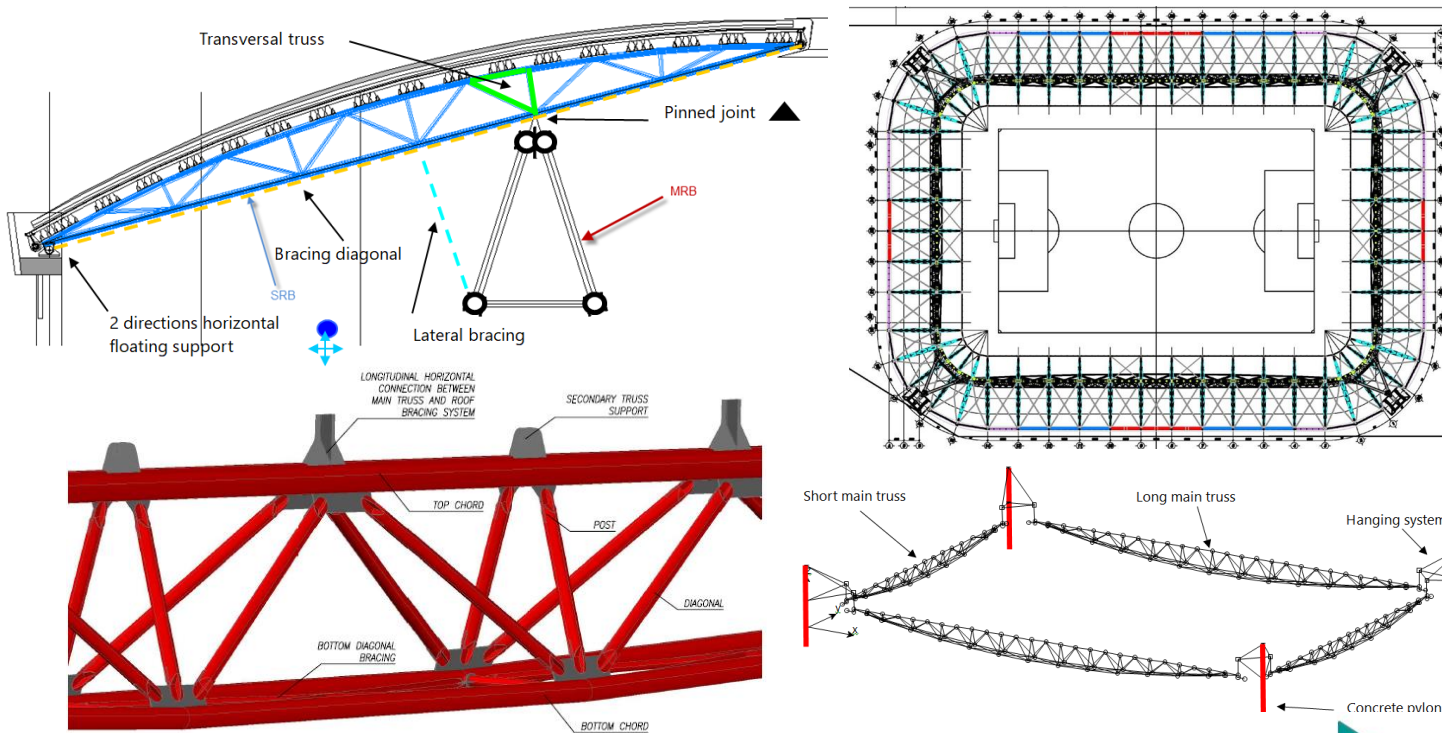 Transversal truss
Pinned joint
MRB
Bracing diagonal
SRB
2 directions horizontal
floating support
Lateral bracing
LONGITUDINAL HORIZONTAL
CONNECTION BETWEEN
MAIN TRUSS AND ROOF
BRACING SYSTEM
SECONDARY TRUSS
SUPPORT
TOP CHORD
POST
DIAGONAL
BOTTOM DIAGONAL
BRACING
BOTTOM CHORD
Short main truss
Long main truss
Hanging system
Y
X
Concrete pylon